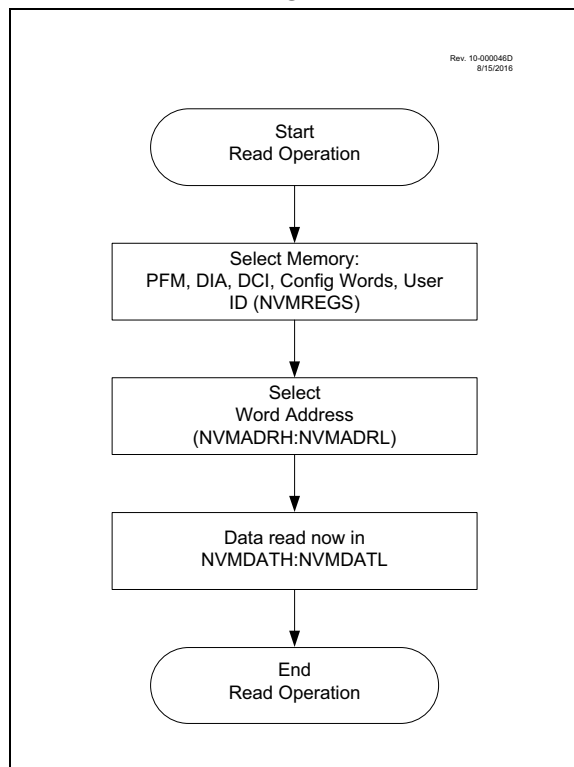 Rev. 10-000046D
8/15/2016
Start
Read Operation
Select Memory:
PFM, DIA, DCI, Config Words, User
ID (NVMREGS)
Select
Word Address
(NVMADRH:NVMADRL)
Data read now in
NVMDATH:NVMDATL
End
Read Operation